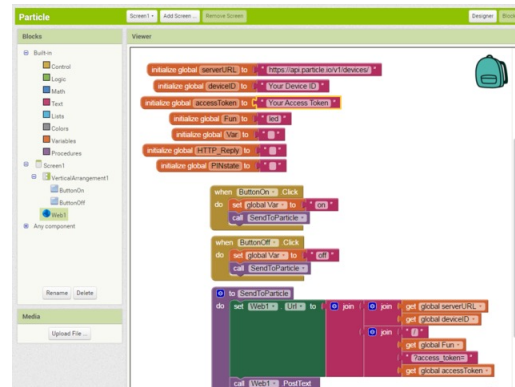 Particle
Screen1 Add Screen ... Remove Screen Designer
Blocks
Viewer
Built-in
Control
Logic
Math
Text
Lists
Colors
Variables
Procedures
Screen1
VerticalArrangement1
ButtonOn
ButtonOff
Web1
Any component
Rename Delete
Media
Upload File ...
initialize global serverURL to " https://api.particle.io/v1/devices/ "
initialize global deviceID to " Your Device ID "
initialize global accessToken to " Your Access Token "
initialize global Fun to " led "
initialize global Var to " "
initialize global HTTP_Reply to " "
initialize global PINstate to " "
when ButtonOn .Click
do set global Var to " on "
call SendToParticle
when ButtonOff .Click
do set global Var to " off "
call SendToParticle
to SendToParticle
do set Web1 . Url to join join get global serverURL
get global deviceID
join " / "
get global Fun
" ?access_token= "
get global accessToken
call Web1 .PostText